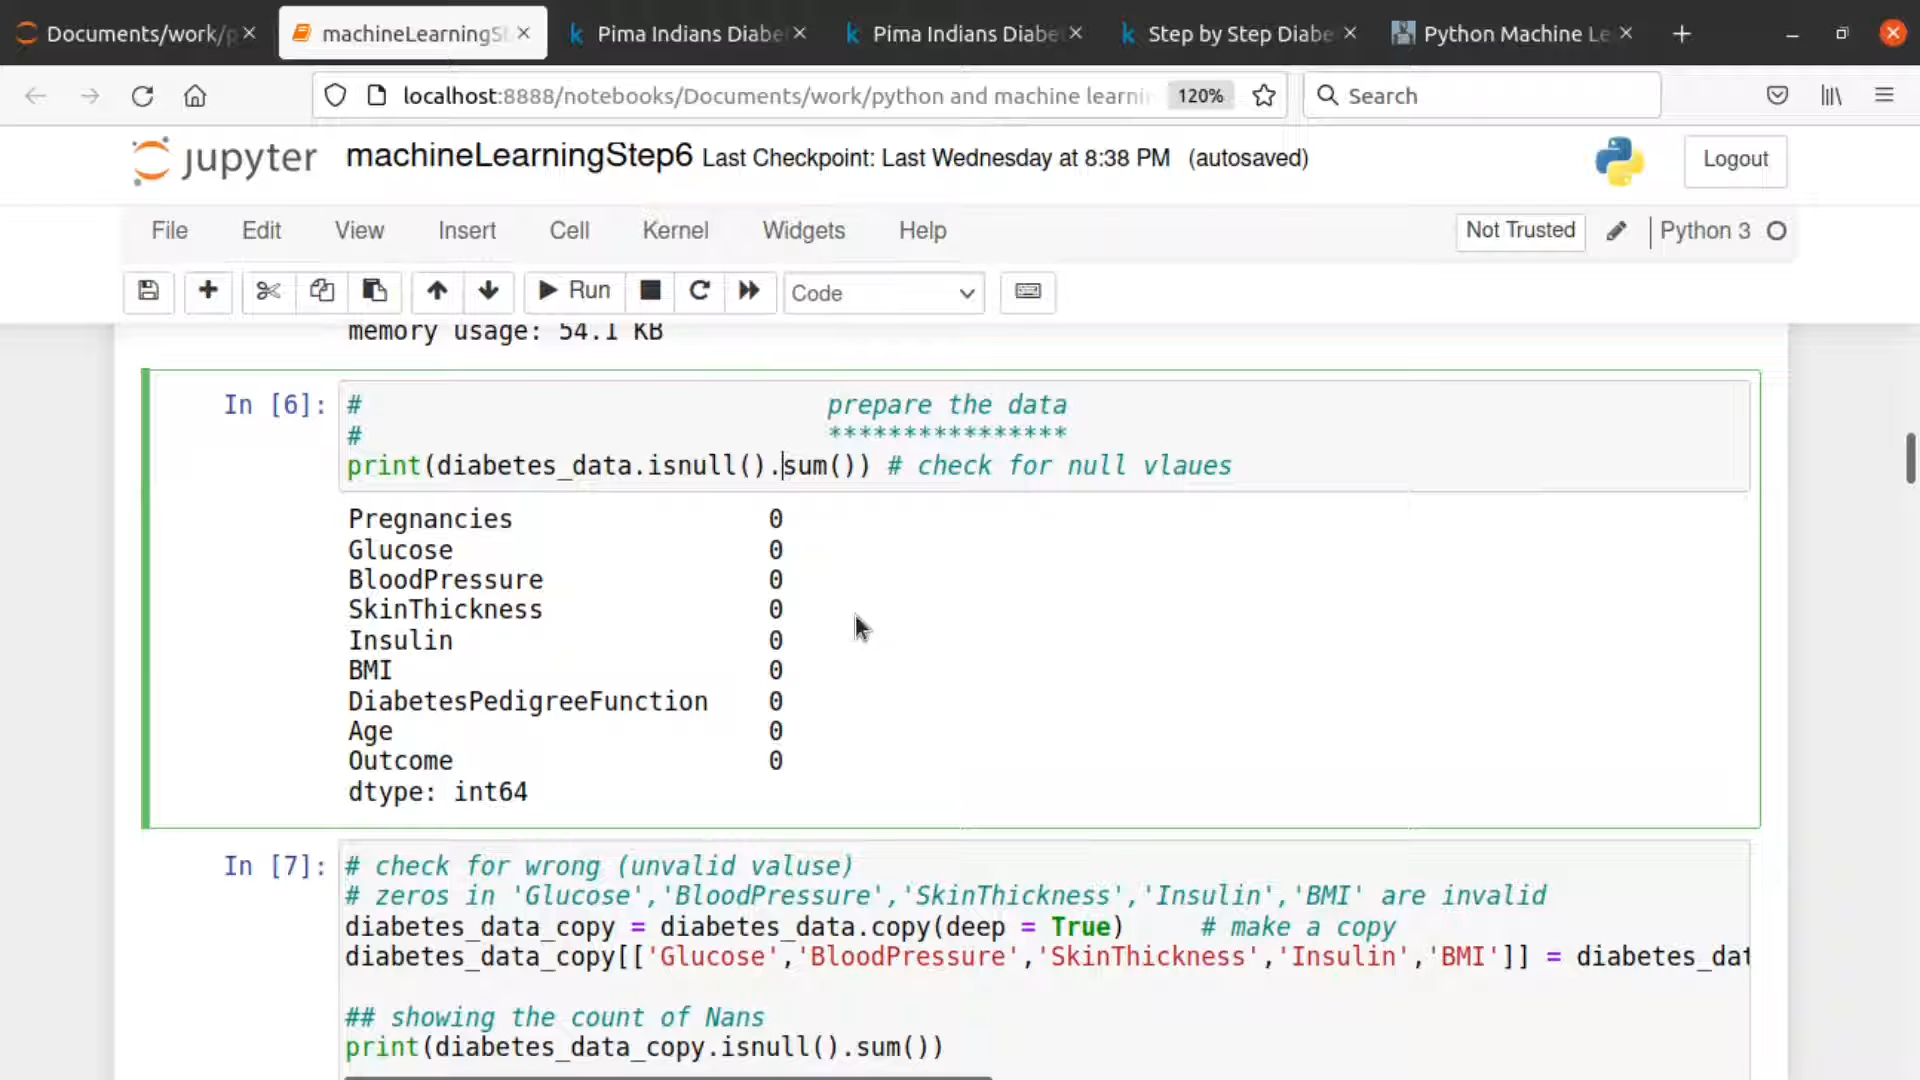 Documents/work/p
machineLearningSt
Pima Indians Diabe
Pima Indians Diabe
Step by Step Diabe
Python Machine Le
localhost:8888/notebooks/Documents/work/python and machine learnin
120%
Search
jupyter
machineLearningStep6 Last Checkpoint: Last Wednesday at 8:38 PM (autosaved)
Logout
File Edit View Insert Cell Kernel Widgets Help
Not Trusted
Python 3
Run
Code
memory usage: 54.1 KB
In [6]: # prepare the data
# ****************
print(diabetes_data.isnull().sum()) # check for null vlaues
Pregnancies 0
Glucose 0
BloodPressure 0
SkinThickness 0
Insulin 0
BMI 0
DiabetesPedigreeFunction 0
Age 0
Outcome 0
dtype: int64
In [7]: # check for wrong (unvalid valuse)
# zeros in 'Glucose','BloodPressure','SkinThickness','Insulin','BMI' are invalid
diabetes_data_copy = diabetes_data.copy(deep = True) # make a copy
diabetes_data_copy[['Glucose','BloodPressure','SkinThickness','Insulin','BMI']] = diabetes_dat
## showing the count of Nans
print(diabetes_data_copy.isnull().sum())